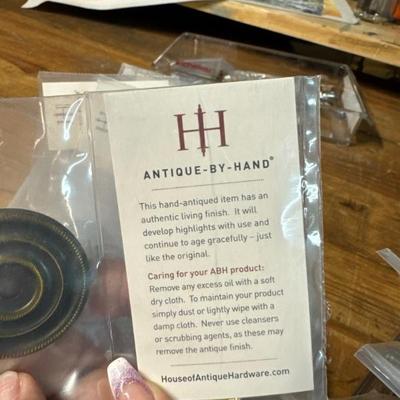 HH
ANTIQUE-BY-HAND®
This hand-antiqued item has an
authentic living finish. It will
develop highlights with use and
continue to age gracefully – just
like the original.
Caring for your ABH product:
Remove any excess oil with a soft
dry cloth. To maintain your product
simply dust or lightly wipe with a
damp cloth. Never use cleansers
or scrubbing agents, as these may
remove the antique finish.
HouseofAntiqueHardware.com